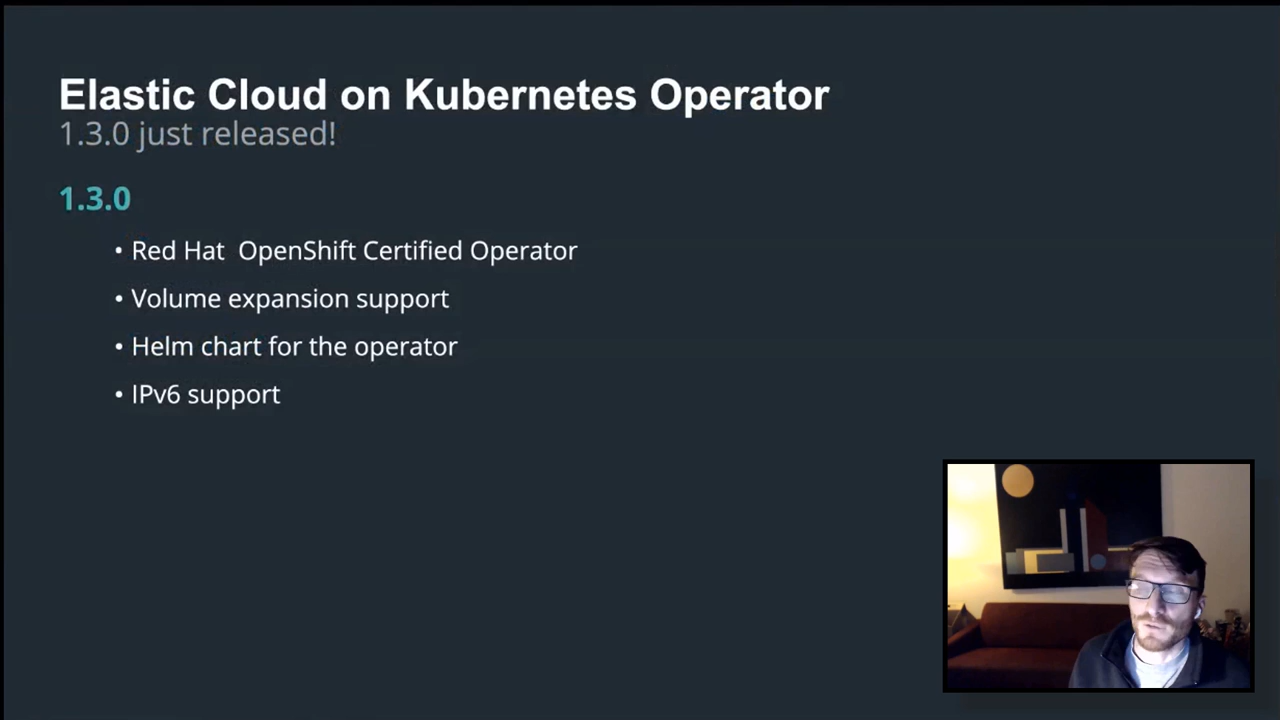 Elastic Cloud on Kubernetes Operator
1.3.0 just released!
1.3.0
• Red Hat  OpenShift Certified Operator
• Volume expansion support
• Helm chart for the operator
• IPv6 support